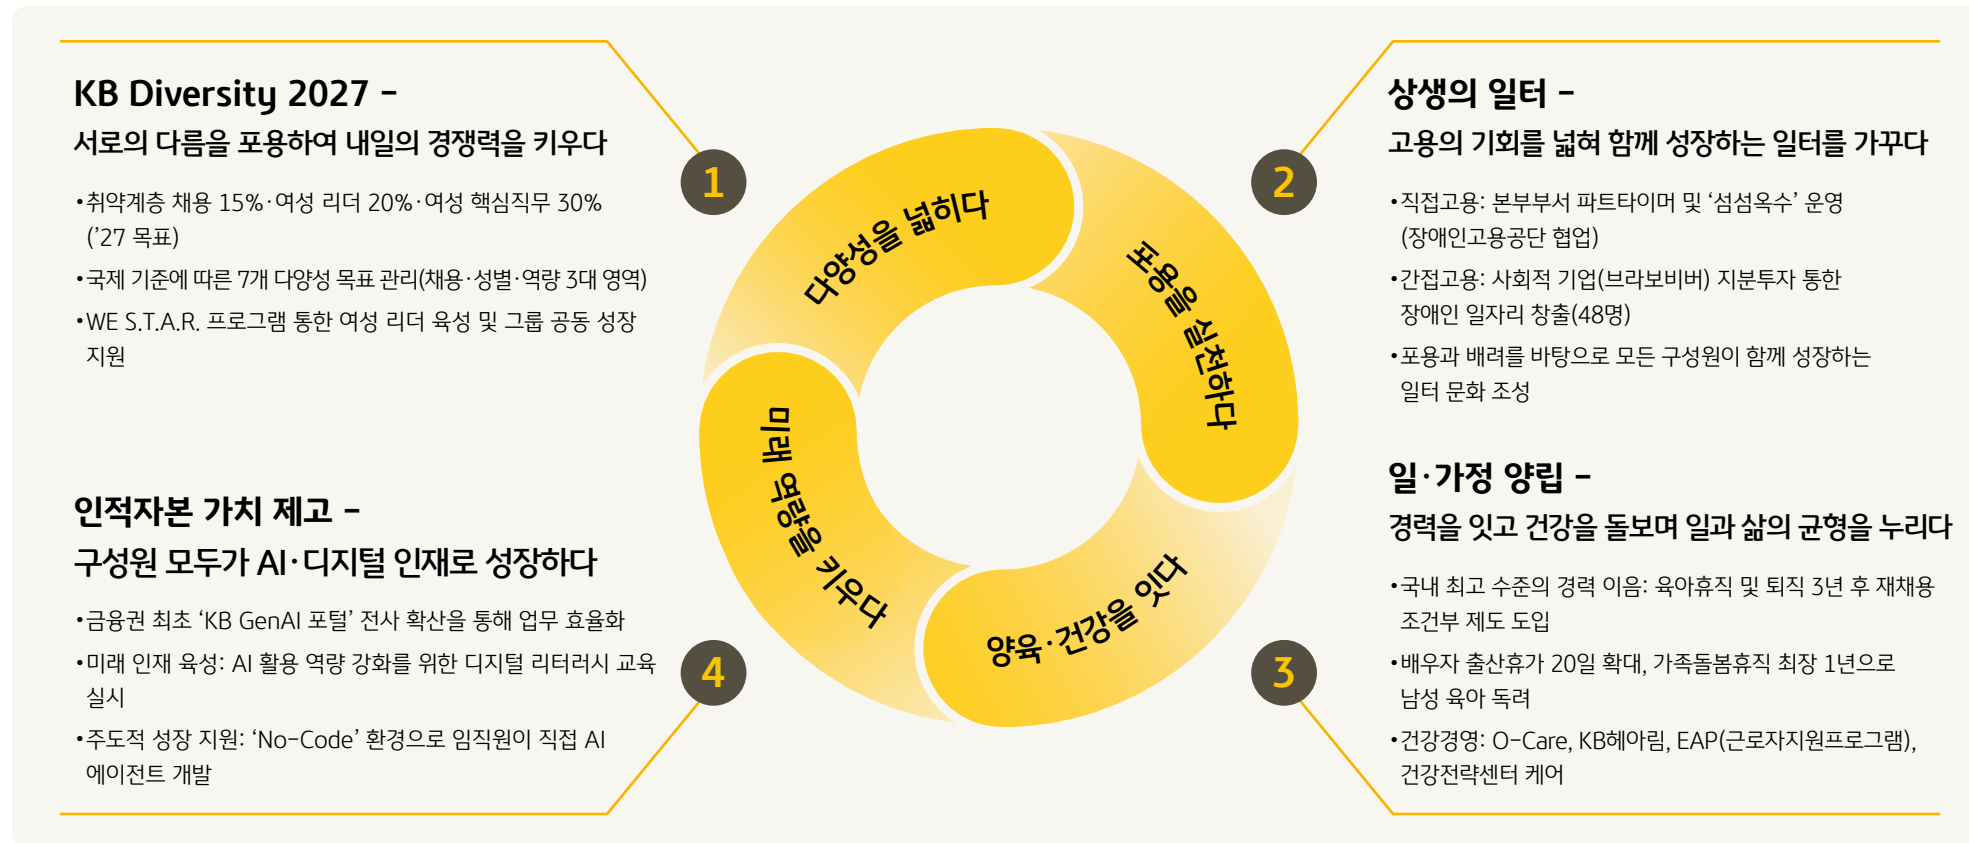 KB Diversity 2027 –
서로의 다름을 포용하여 내일의 경쟁력을 키우다
•취약계층 채용 15%·여성 리더 20%·여성 핵심직무 30%
(’27 목표)
•국제 기준에 따른 7개 다양성 목표 관리(채용·성별·역량 3대 영역)
•WE S.T.A.R. 프로그램 통한 여성 리더 육성 및 그룹 공동 성장
지원
1
다양성을 넓히다
상생의 일터 –
고용의 기회를 넓혀 함께 성장하는 일터를 가꾸다
•직접고용: 본부부서 파트타이머 및 ‘섬섬옥수’ 운영
(장애인고용공단 협업)
•간접고용: 사회적 기업(브라보비버) 지분투자 통한
장애인 일자리 창출(48명)
•포용과 배려를 바탕으로 모든 구성원이 함께 성장하는
일터 문화 조성
2
포용을 실천하다
일·가정 양립 –
경력을 잇고 건강을 돌보며 일과 삶의 균형을 누리다
•국내 최고 수준의 경력 이음: 육아휴직 및 퇴직 3년 후 재채용
조건부 제도 도입
•배우자 출산휴가 20일 확대, 가족돌봄휴직 최장 1년으로
남성 육아 독려
•건강경영: O-Care, KB헤아림, EAP(근로자지원프로그램),
건강전략센터 케어
3
양육·건강을 잇다
인적자본 가치 제고 –
구성원 모두가 AI·디지털 인재로 성장하다
•금융권 최초 ‘KB GenAI 포털’ 전사 확산을 통해 업무 효율화
•미래 인재 육성: AI 활용 역량 강화를 위한 디지털 리터러시 교육
실시
•주도적 성장 지원: ‘No-Code’ 환경으로 임직원이 직접 AI
에이전트 개발
4
미래 역량을 키우다